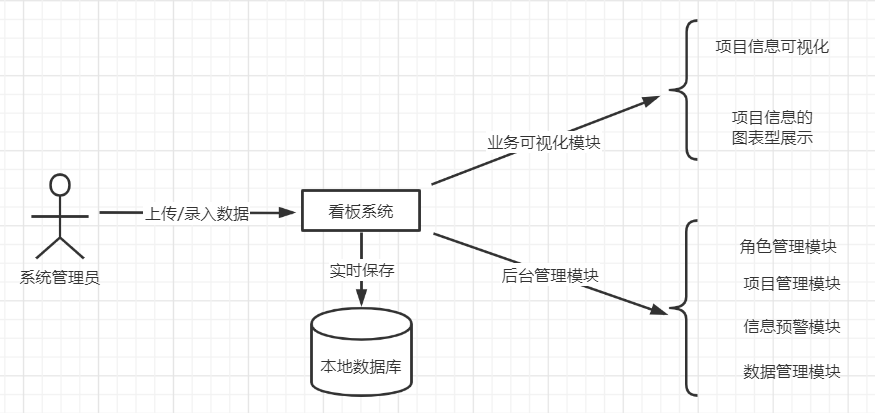 项目信息可视化
项目信息的
图表型展示
业务可视化模块
上传/录入数据
看板系统
系统管理员
实时保存
后台管理模块
本地数据库
角色管理模块
项目管理模块
信息预警模块
数据管理模块